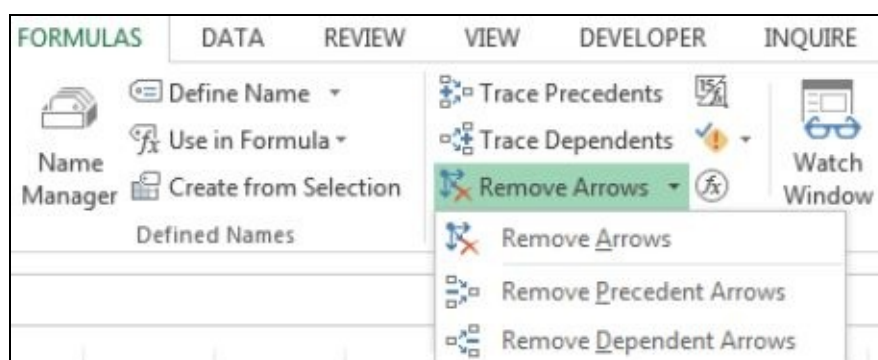 FORMULAS DATA REVIEW VIEW DEVELOPER INQUIRE
Name Manager
Define Name
Use in Formula
Create from Selection
Defined Names
Trace Precedents
Trace Dependents
Remove Arrows
fx
Watch Window
Remove Arrows
Remove Precedent Arrows
Remove Dependent Arrows